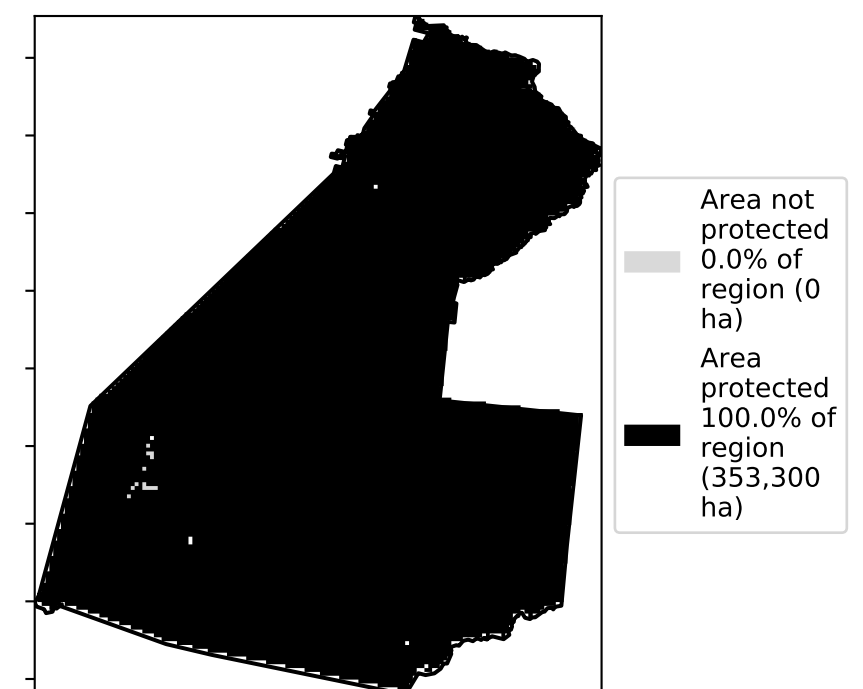 Area not
protected
0.0% of
region (0
ha)
Area
protected
100.0% of
region
(353,300
ha)